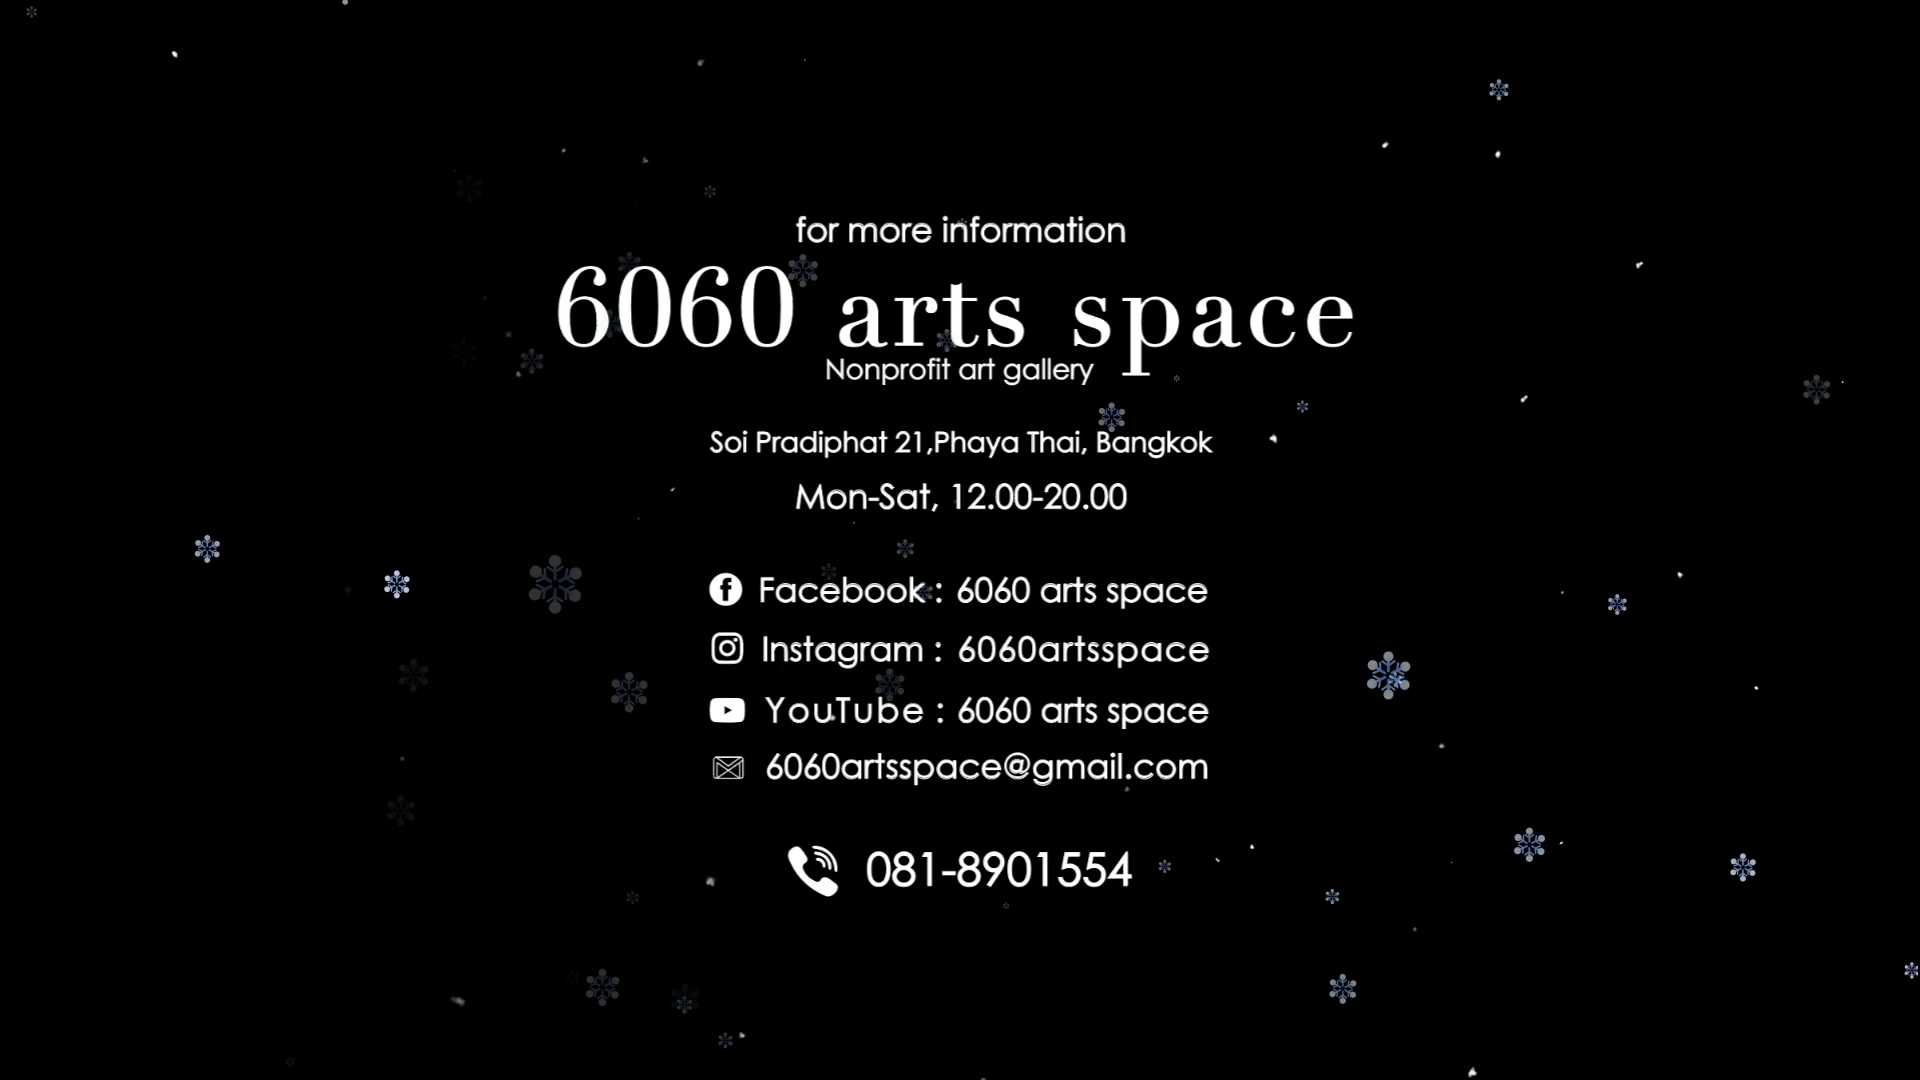 for more information
6060 arts space
Nonprofit art gallery
Soi Pradiphat 21,Phaya Thai, Bangkok
Mon-Sat, 12.00-20.00
Facebook : 6060 arts space
Instagram : 6060artsspace
YouTube : 6060 arts space
6060artsspace@gmail.com
081-8901554